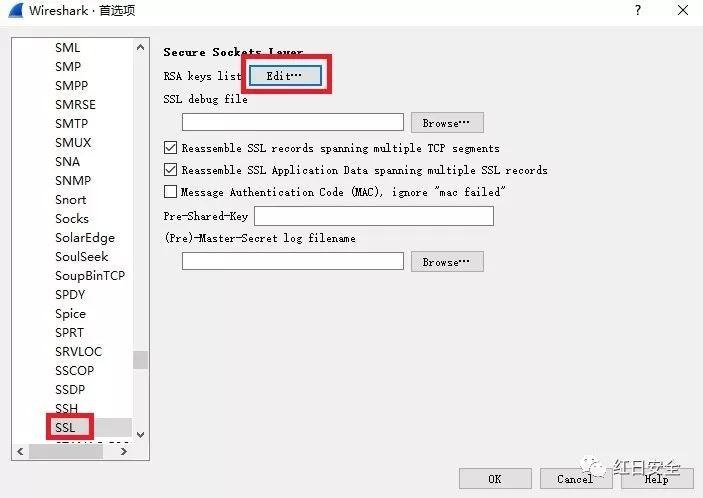 Wireshark · 首选项
?
SML
SMP
SMPP
SMRSE
SMTP
SMUX
SNA
SNMP
Snort
Socks
SolarEdge
SoulSeek
SoupBinTCP
SPDY
Spice
SPRT
SRVLOC
SSCOP
SSDP
SSH
SSL
Secure Sockets Layer
RSA keys list Edit…
SSL debug file
Browse…
Reassemble SSL records spanning multiple TCP segments
Reassemble SSL Application Data spanning multiple SSL records
Message Authentication Code (MAC), ignore "mac failed"
Pre-Shared-Key
(Pre)-Master-Secret log filename
Browse…
OK Cancel Help
红日安全